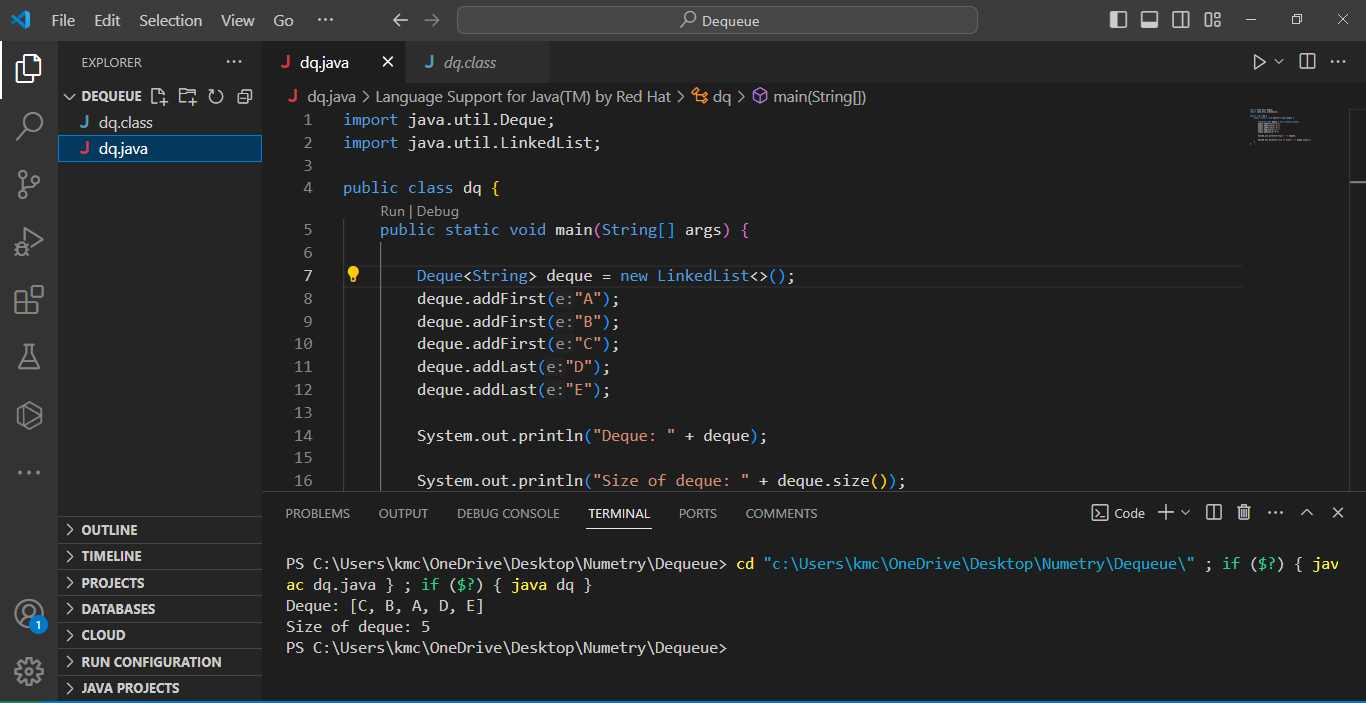 File Edit Selection View Go ··· Dequeue
EXPLORER ···
DEQUEUE
dq.class
dq.java
OUTLINE
TIMELINE
PROJECTS
DATABASES
CLOUD
RUN CONFIGURATION
JAVA PROJECTS
1
J dq.java × J dq.class
J dq.java > Language Support for Java(TM) by Red Hat > dq > main(String[])
1 import java.util.Deque;
2 import java.util.LinkedList;
3
4 public class dq {
Run | Debug
5 public static void main(String[] args) {
6
7 Deque<String> deque = new LinkedList<>();
8 deque.addFirst(e:"A");
9 deque.addFirst(e:"B");
10 deque.addFirst(e:"C");
11 deque.addLast(e:"D");
12 deque.addLast(e:"E");
13
14 System.out.println("Deque: " + deque);
15
16 System.out.println("Size of deque: " + deque.size());
PROBLEMS OUTPUT DEBUG CONSOLE TERMINAL PORTS COMMENTS Code
PS C:\Users\kmc\OneDrive\Desktop\Numetry\Dequeue> cd "c:\Users\kmc\OneDrive\Desktop\Numetry\Dequeue\" ; if ($?) { jav
ac dq.java } ; if ($?) { java dq }
Deque: [C, B, A, D, E]
Size of deque: 5
PS C:\Users\kmc\OneDrive\Desktop\Numetry\Dequeue>